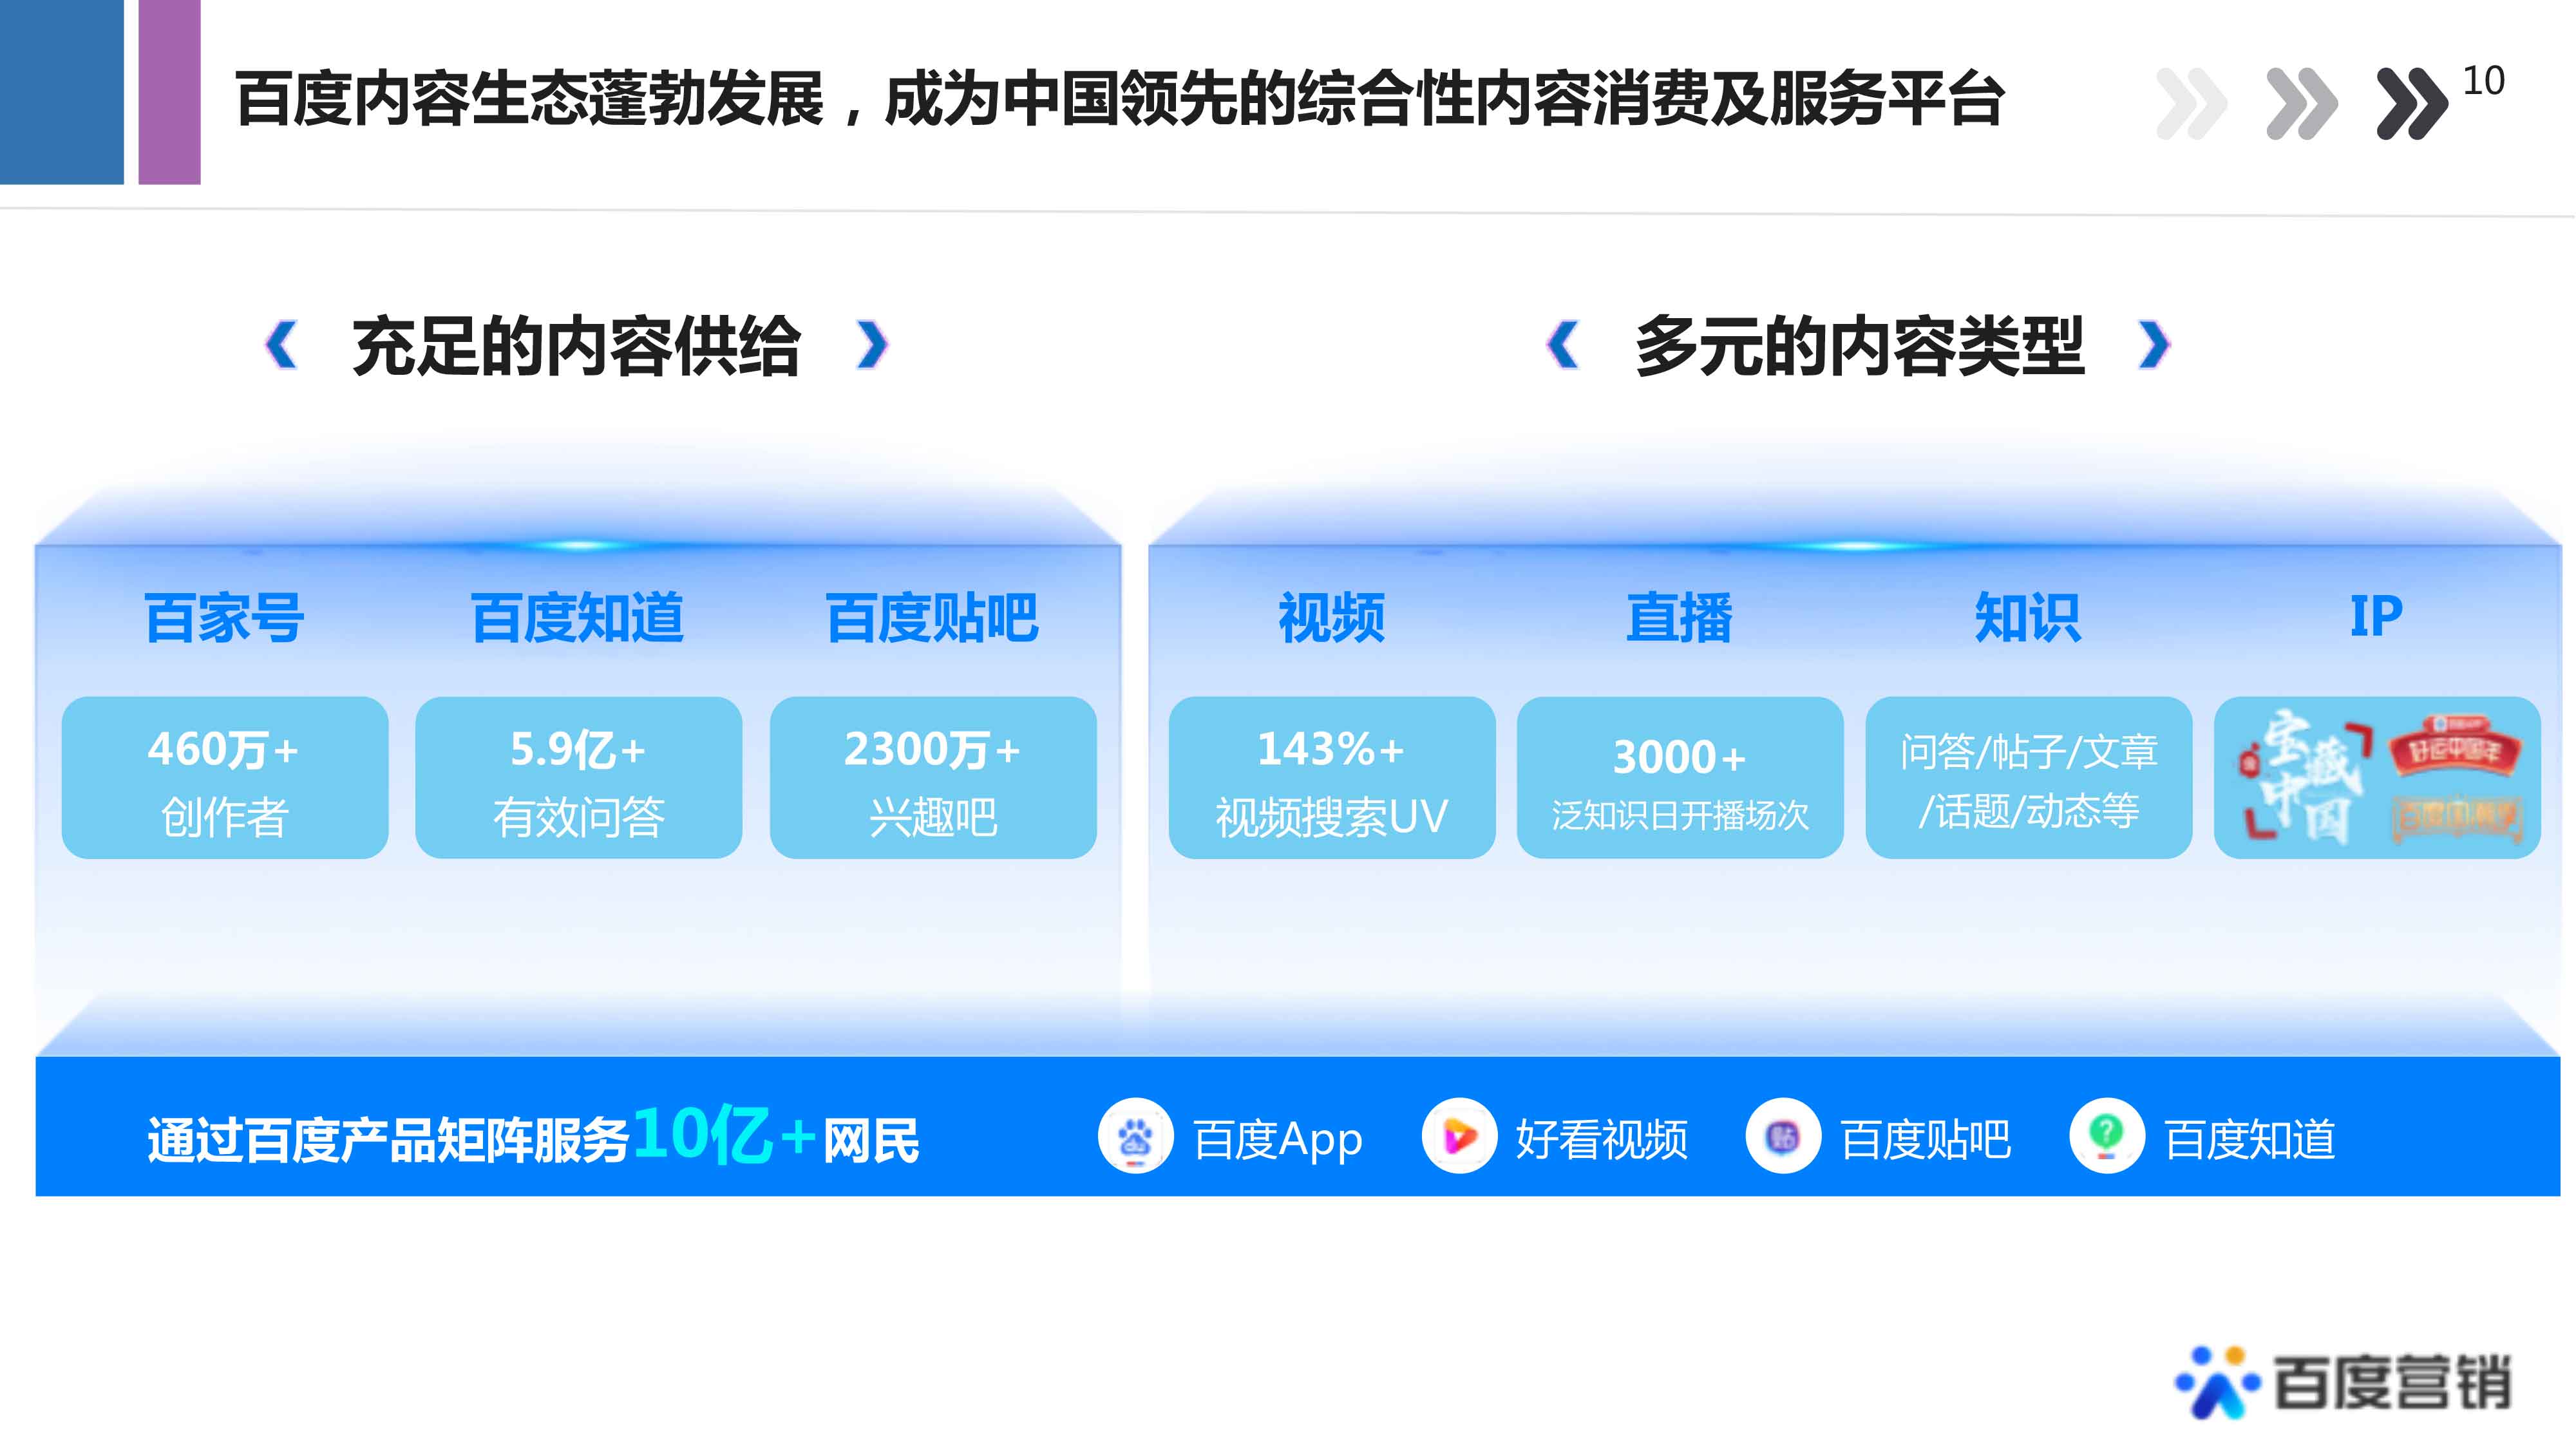 百度内容生态蓬勃发展，成为中国领先的综合性内容消费及服务平台
10
充足的内容供给
多元的内容类型
百家号
百度知道
百度贴吧
视频
直播
知识
IP
460万+
创作者
5.9亿+
有效问答
2300万+
兴趣吧
143%+
视频搜索UV
3000+
泛知识日开播场次
问答/帖子/文章
/话题/动态等
宝藏
中国
好运中国年
百度国潮季
通过百度产品矩阵服务10亿+网民
百度App
好看视频
贴
百度贴吧
?
百度知道
百度营销